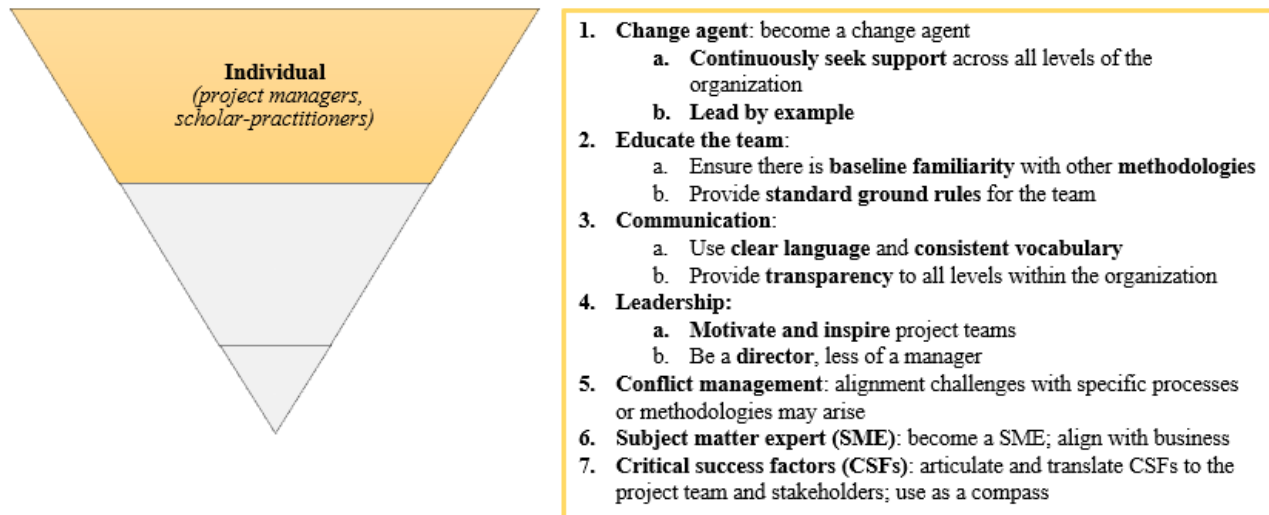 Individual
(project managers,
scholar-practitioners)
1. Change agent: become a change agent
a. Continuously seek support across all levels of the
organization
b. Lead by example
2. Educate the team:
a. Ensure there is baseline familiarity with other methodologies
b. Provide standard ground rules for the team
3. Communication:
a. Use clear language and consistent vocabulary
b. Provide transparency to all levels within the organization
4. Leadership:
a. Motivate and inspire project teams
b. Be a director, less of a manager
5. Conflict management: alignment challenges with specific processes
or methodologies may arise
6. Subject matter expert (SME): become a SME; align with business
7. Critical success factors (CSFs): articulate and translate CSFs to the
project team and stakeholders; use as a compass